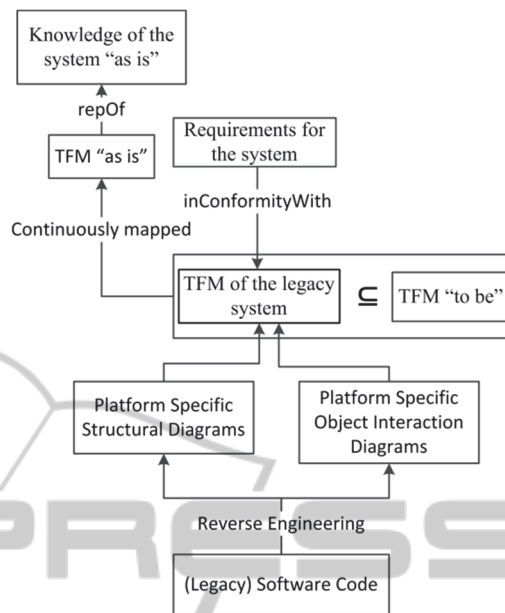 Knowledge of the
system “as is”
repOf
TFM “as is”
Requirements for
the system
inConformityWith
Continuously mapped
TFM of the legacy
system
⊆
TFM “to be”
Platform Specific
Structural Diagrams
Platform Specific
Object Interaction
Diagrams
PRESS
Reverse Engineering
(Legacy) Software Code